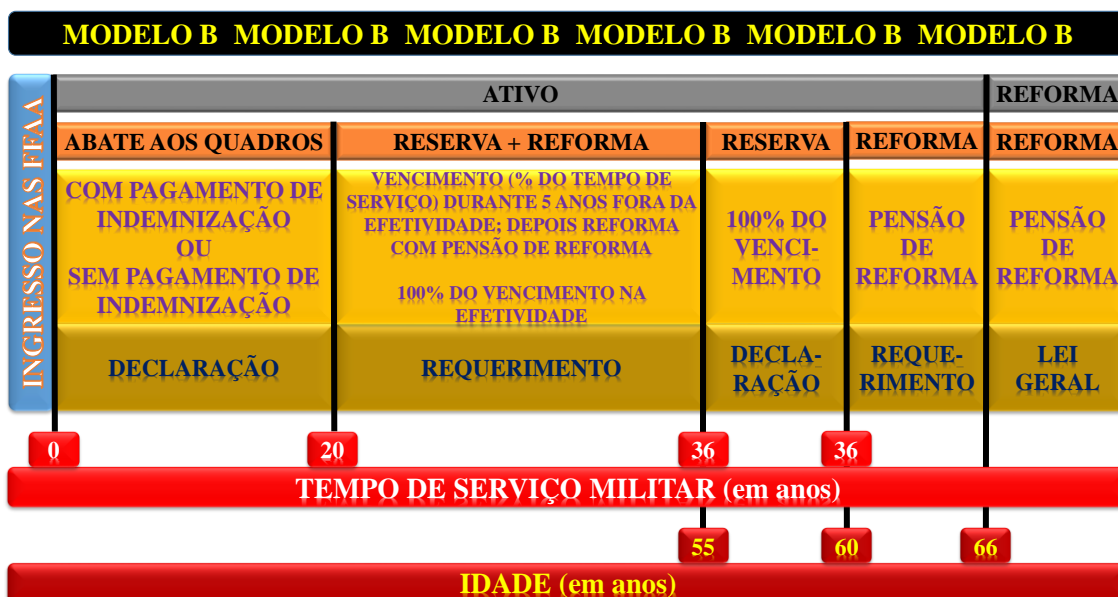 MODELO B MODELO B MODELO B MODELO B MODELO B MODELO B
INGRESSO NAS FFAA
ATIVO
REFORMA
ABATE AOS QUADROS
RESERVA + REFORMA
RESERVA
REFORMA
REFORMA
COM PAGAMENTO DE
INDEMNIZAÇÃO
OU
SEM PAGAMENTO DE
INDEMNIZAÇÃO
VENCIMENTO (% DO TEMPO DE
SERVIÇO) DURANTE 5 ANOS FORA DA
EFETIVIDADE; DEPOIS REFORMA
COM PENSÃO DE REFORMA
100% DO VENCIMENTO NA
EFETIVIDADE
100% DO
VENCI-
MENTO
PENSÃO
DE
REFORMA
PENSÃO
DE
REFORMA
DECLARAÇÃO
REQUERIMENTO
DECLA-
RAÇÃO
REQUE-
RIMENTO
LEI
GERAL
0
20
36
36
TEMPO DE SERVIÇO MILITAR (em anos)
55
60
66
IDADE (em anos)